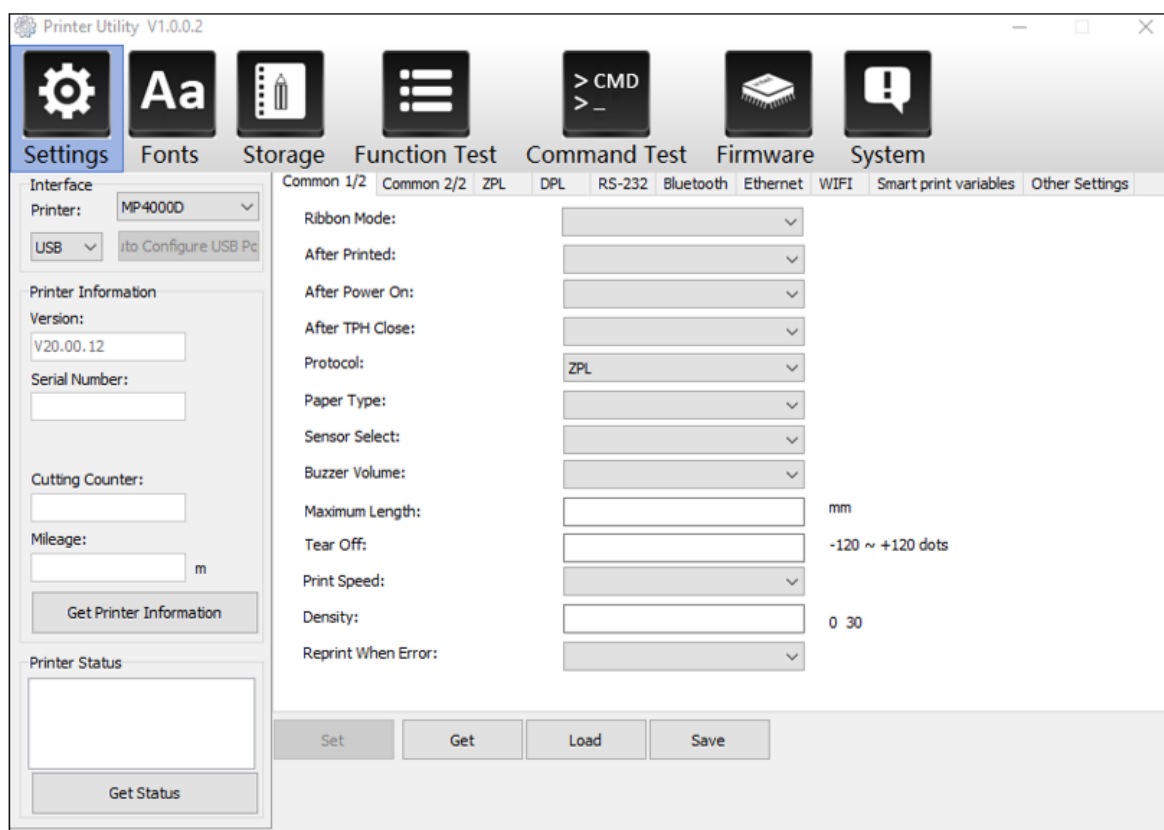 Printer Utility V1.0.0.2
> CMD
> _
Aa
Settings Fonts Storage Function Test Command Test Firmware System
Interface
Printer: MP4000D
USB uto Configure USB Po
Printer Information
Version:
V20.00.12
Serial Number:
Cutting Counter:
Mileage:
m
Get Printer Information
Printer Status
Get Status
Common 1/2 Common 2/2 ZPL DPL RS-232 Bluetooth Ethernet WIFI Smart print variables Other Settings
Ribbon Mode:
After Printed:
After Power On:
After TPH Close:
Protocol: ZPL
Paper Type:
Sensor Select:
Buzzer Volume:
Maximum Length: mm
Tear Off: -120 ~ +120 dots
Print Speed:
Density: 0 30
Reprint When Error:
Set Get Load Save